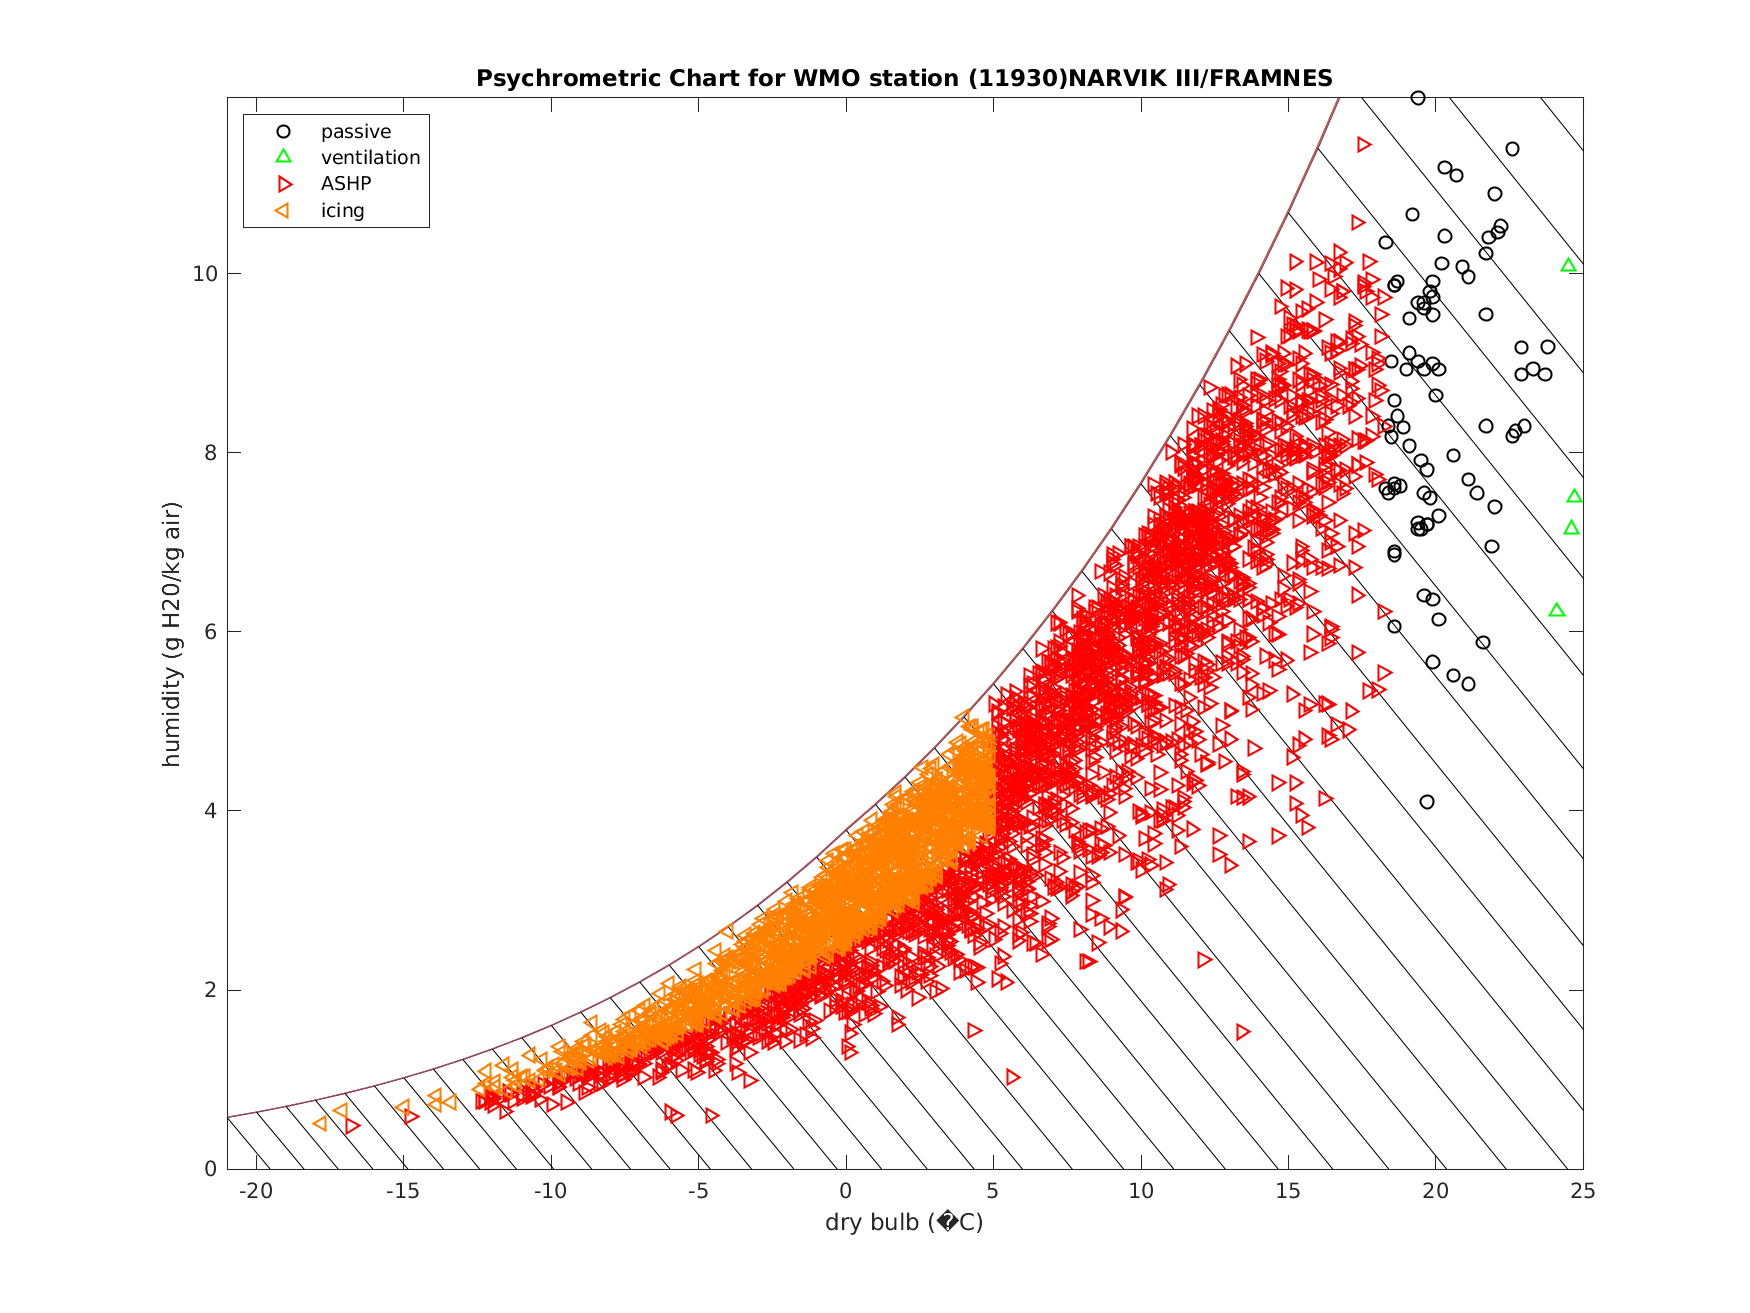 Psychrometric Chart for WMO station (11930)NARVIK III/FRAMNES
passive
ventilation
ASHP
icing
humidity (g H20/kg air)
10
8
6
4
2
0
-20 -15 -10 -5 0 5 10 15 20 25
dry bulb (�C)